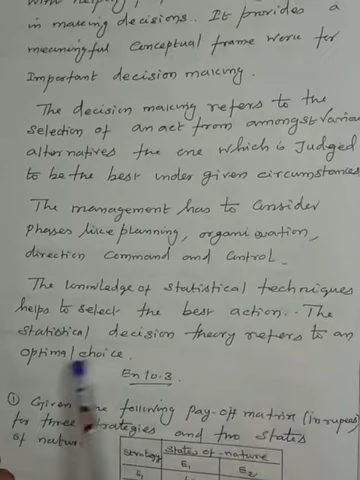 with helping
in making decisions. It provides a
meaningful conceptual frame work for
Important decision making.
The decision making refers to the
selection of an act from amongst various
alternatives the one which is Judged
to be the best under given circumstances
The management has to Consider
phases like planning, organization,
direction Command and Control.
The knowledge of statistical techniques
helps to select the best action. The
statistical decision theory refers to an
optimal choice.
En 10.3
① Given the following pay-off matrix (in rupees)
for three strategies and two states
of nature
Strategy States of nature
E1 E2
S1